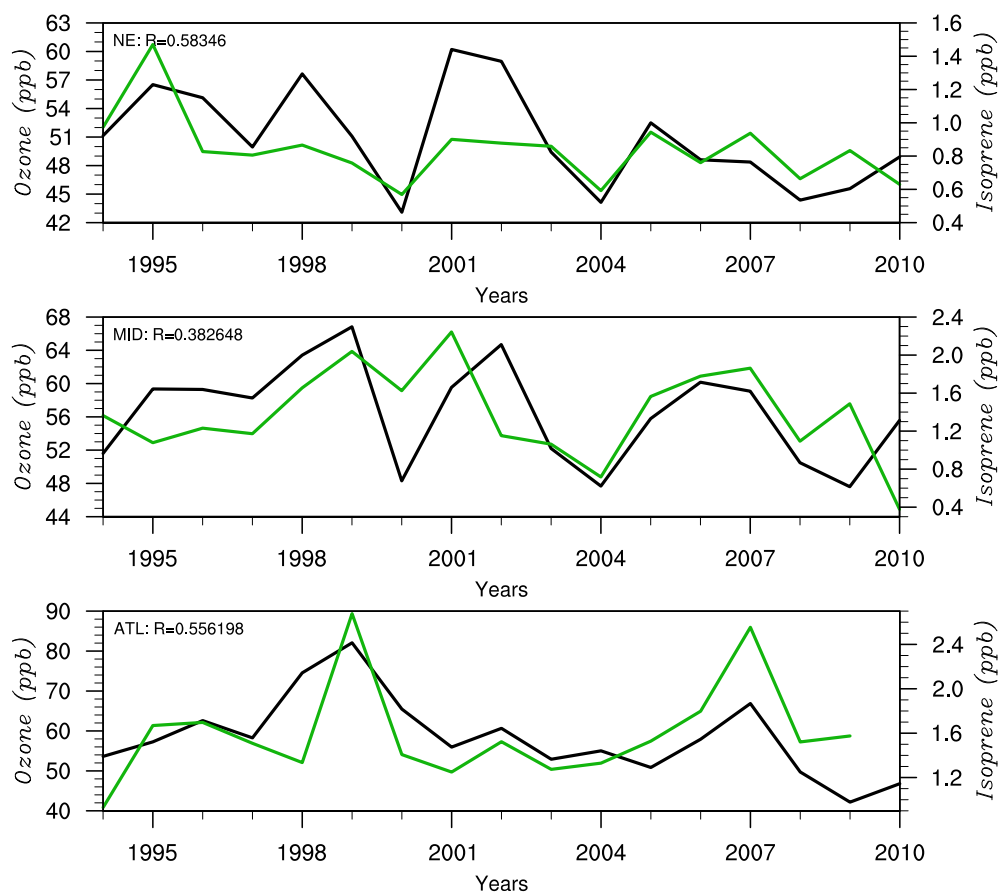 63
60
57
54
51
48
45
42
Ozone (ppb)
NE: R=0.58346
1.6
1.4
1.2
1.0
0.8
0.6
0.4
Isoprene (ppb)
1995 1998 2001 2004 2007 2010
Years
68
64
60
56
52
48
44
Ozone (ppb)
MID: R=0.382648
2.4
2.0
1.6
1.2
0.8
0.4
Isoprene (ppb)
1995 1998 2001 2004 2007 2010
Years
90
80
70
60
50
40
Ozone (ppb)
ATL: R=0.556198
2.4
2.0
1.6
1.2
Isoprene (ppb)
1995 1998 2001 2004 2007 2010
Years